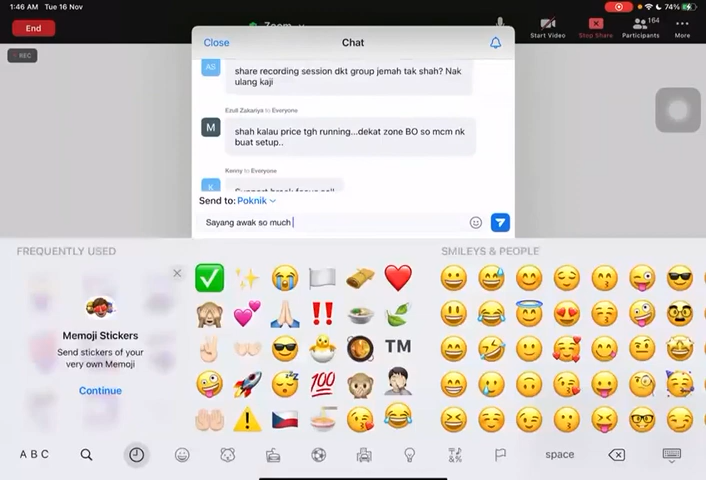 1:46 AM Tue 16 Nov
74%
End
Zoom
164
Start Video
Stop Share
Participants
More
REC
Close
Chat
AS
share recording session dkt group jemah tak shah? Nak
ulang kaji
Ezuli Zakariya to Everyone
M
shah kalau price tgh running...dekat zone BO so mcm nk
buat setup..
Kenny to Everyone
K
Send to: Poknik
Sayang awak so much
FREQUENTLY USED
SMILEYS & PEOPLE
Memoji Stickers
Send stickers of
your very own Memoji
Continue
ABC
space